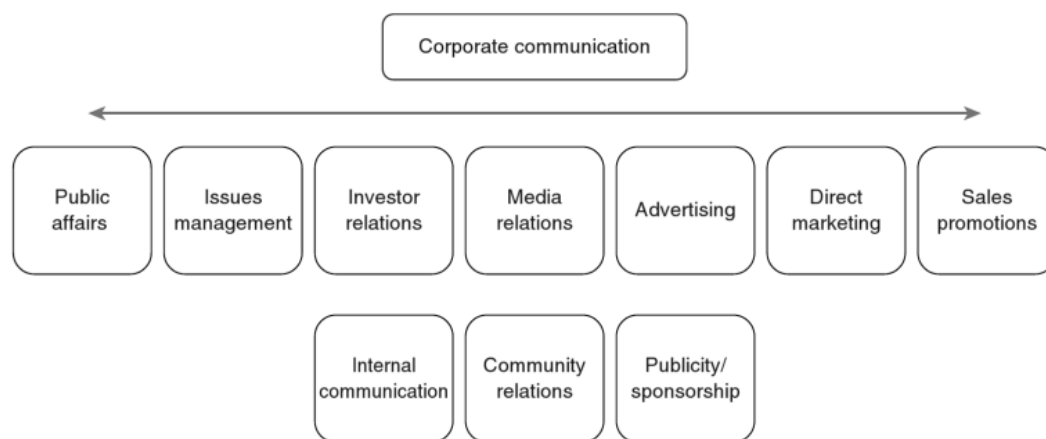 Corporate communication
Public
affairs
Issues
management
Investor
relations
Media
relations
Advertising
Direct
marketing
Sales
promotions
Internal
communication
Community
relations
Publicity/
sponsorship